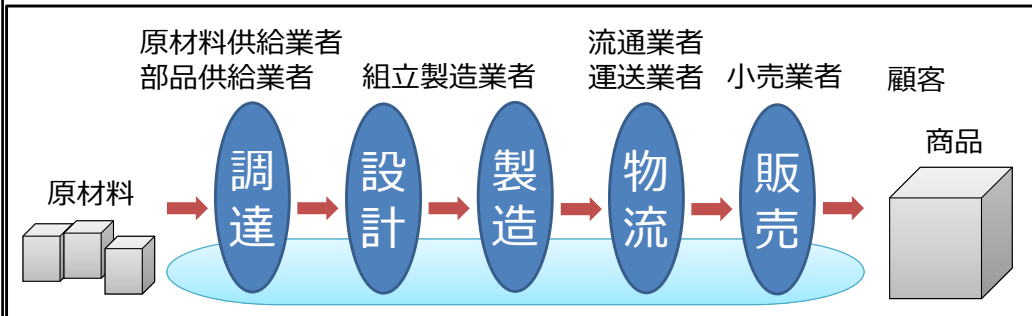 原材料供給業者
部品供給業者
組立製造業者
流通業者
運送業者
小売業者
顧客
商品
原材料
調達
設計
製造
物流
販売